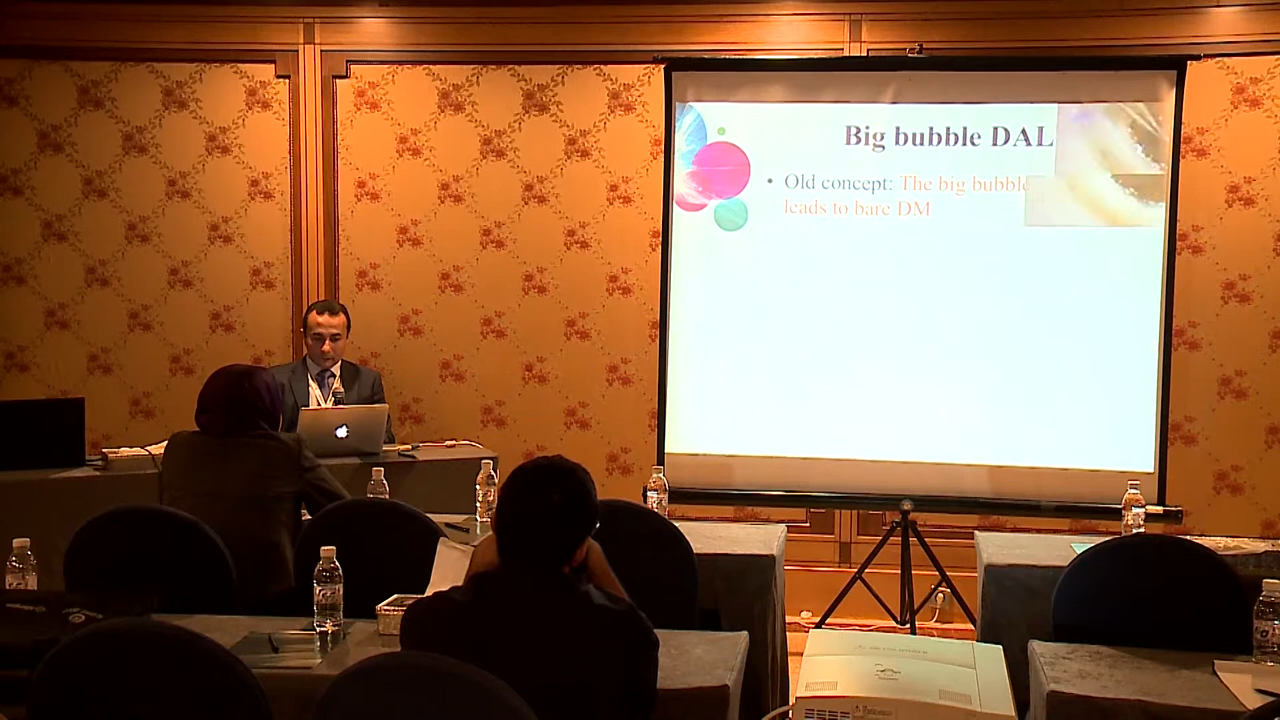 Big bubble DAL
• Old concept: The big bubble
leads to bare DM